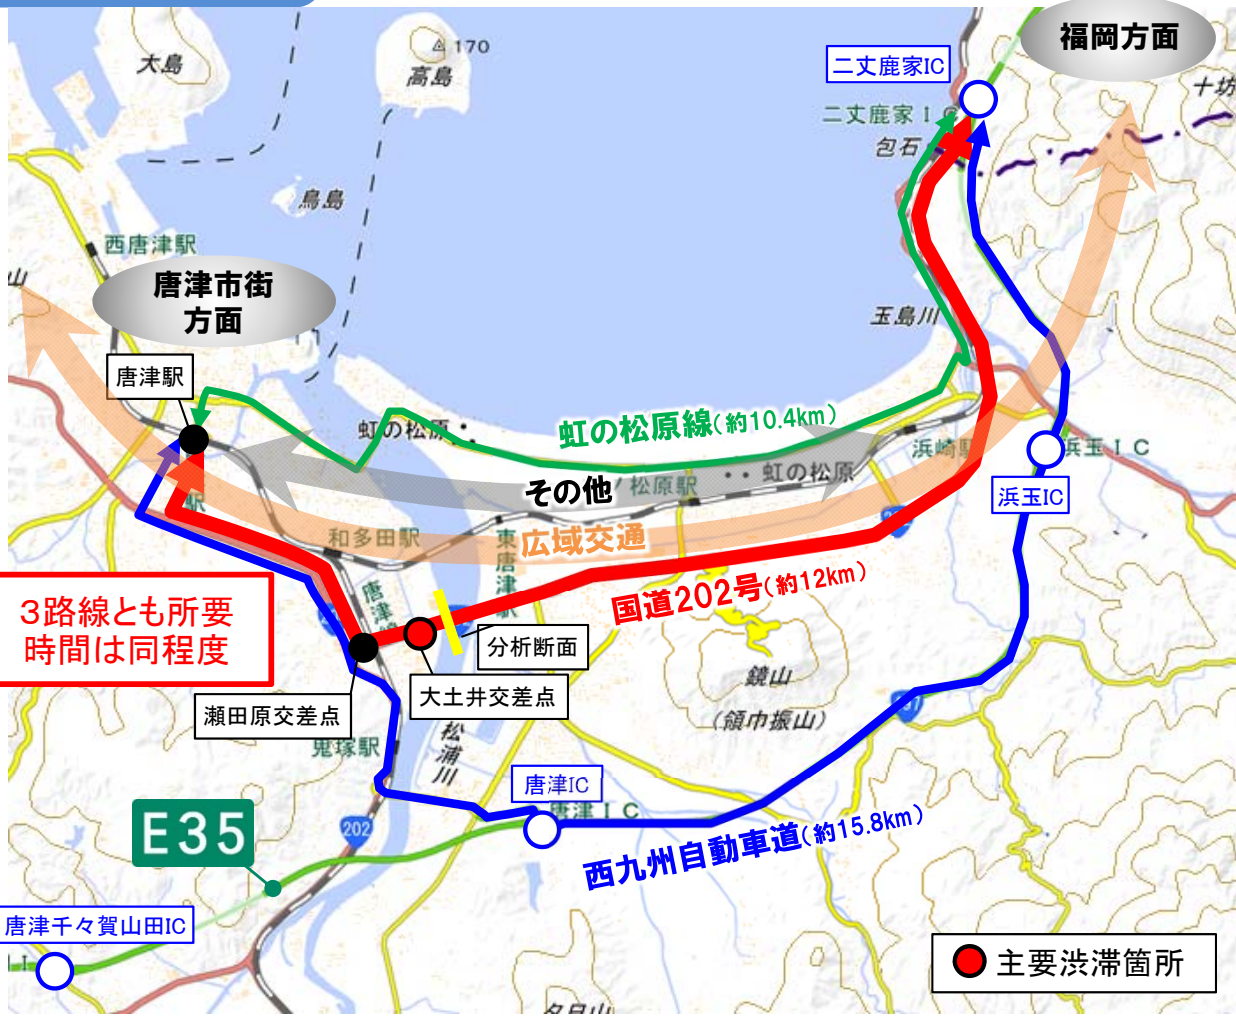 福岡方面
大島
170
高島
二丈鹿家IC
十坊
二丈鹿家IC
包石
鳥島
西唐津駅
山
唐津市街
方面
玉島川
唐津駅
虹の松原
虹の松原線(約10.4km)
浜崎駅
浜玉IC
松原駅
虹の松原
その他
浜玉IC
駅
和多田駅
東唐津駅
広域交通
国道202号(約12km)
3路線とも所要
時間は同程度
唐津
分析断面
大土井交差点
瀬田原交差点
鏡山
(領巾振山)
鬼塚駅
松浦川
唐津IC
唐津IC
E35
202
西九州自動車道(約15.8km)
唐津千々賀山田IC
主要渋滞箇所
夕日山